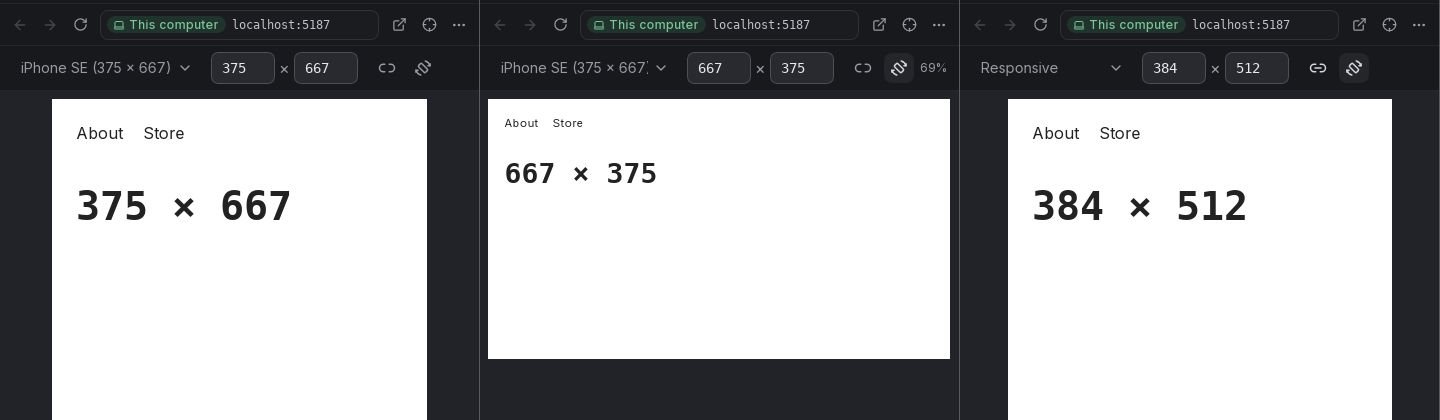 This computer localhost:5187
iPhone SE (375 × 667) 375 × 667
About Store
375 × 667
This computer localhost:5187
iPhone SE (375 × 667) 667 × 375 69%
About Store
667 × 375
This computer localhost:5187
Responsive 384 × 512
About Store
384 × 512